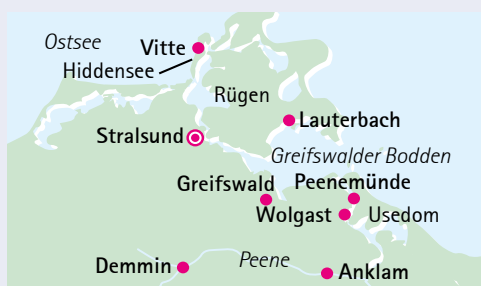 Ostsee
Vitte
Hiddensee
Rügen
Lauterbach
Stralsund
Greifswalder Bodden
Greifswald
Peenemünde
Wolgast
Usedom
Demmin
Peene
Anklam